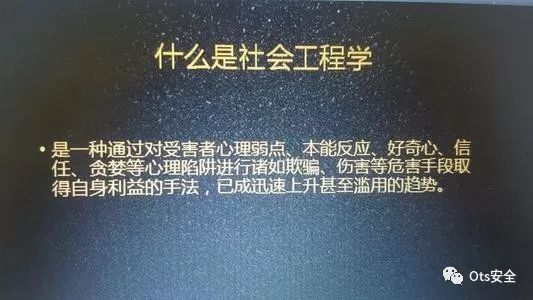 什么是社会工程学
• 是一种通过对受害者心理弱点、本能反应、好奇心、信
任、贪婪等心理陷阱进行诸如欺骗、伤害等危害手段取
得自身利益的手法，已成迅速上升甚至滥用的趋势。
Ots安全